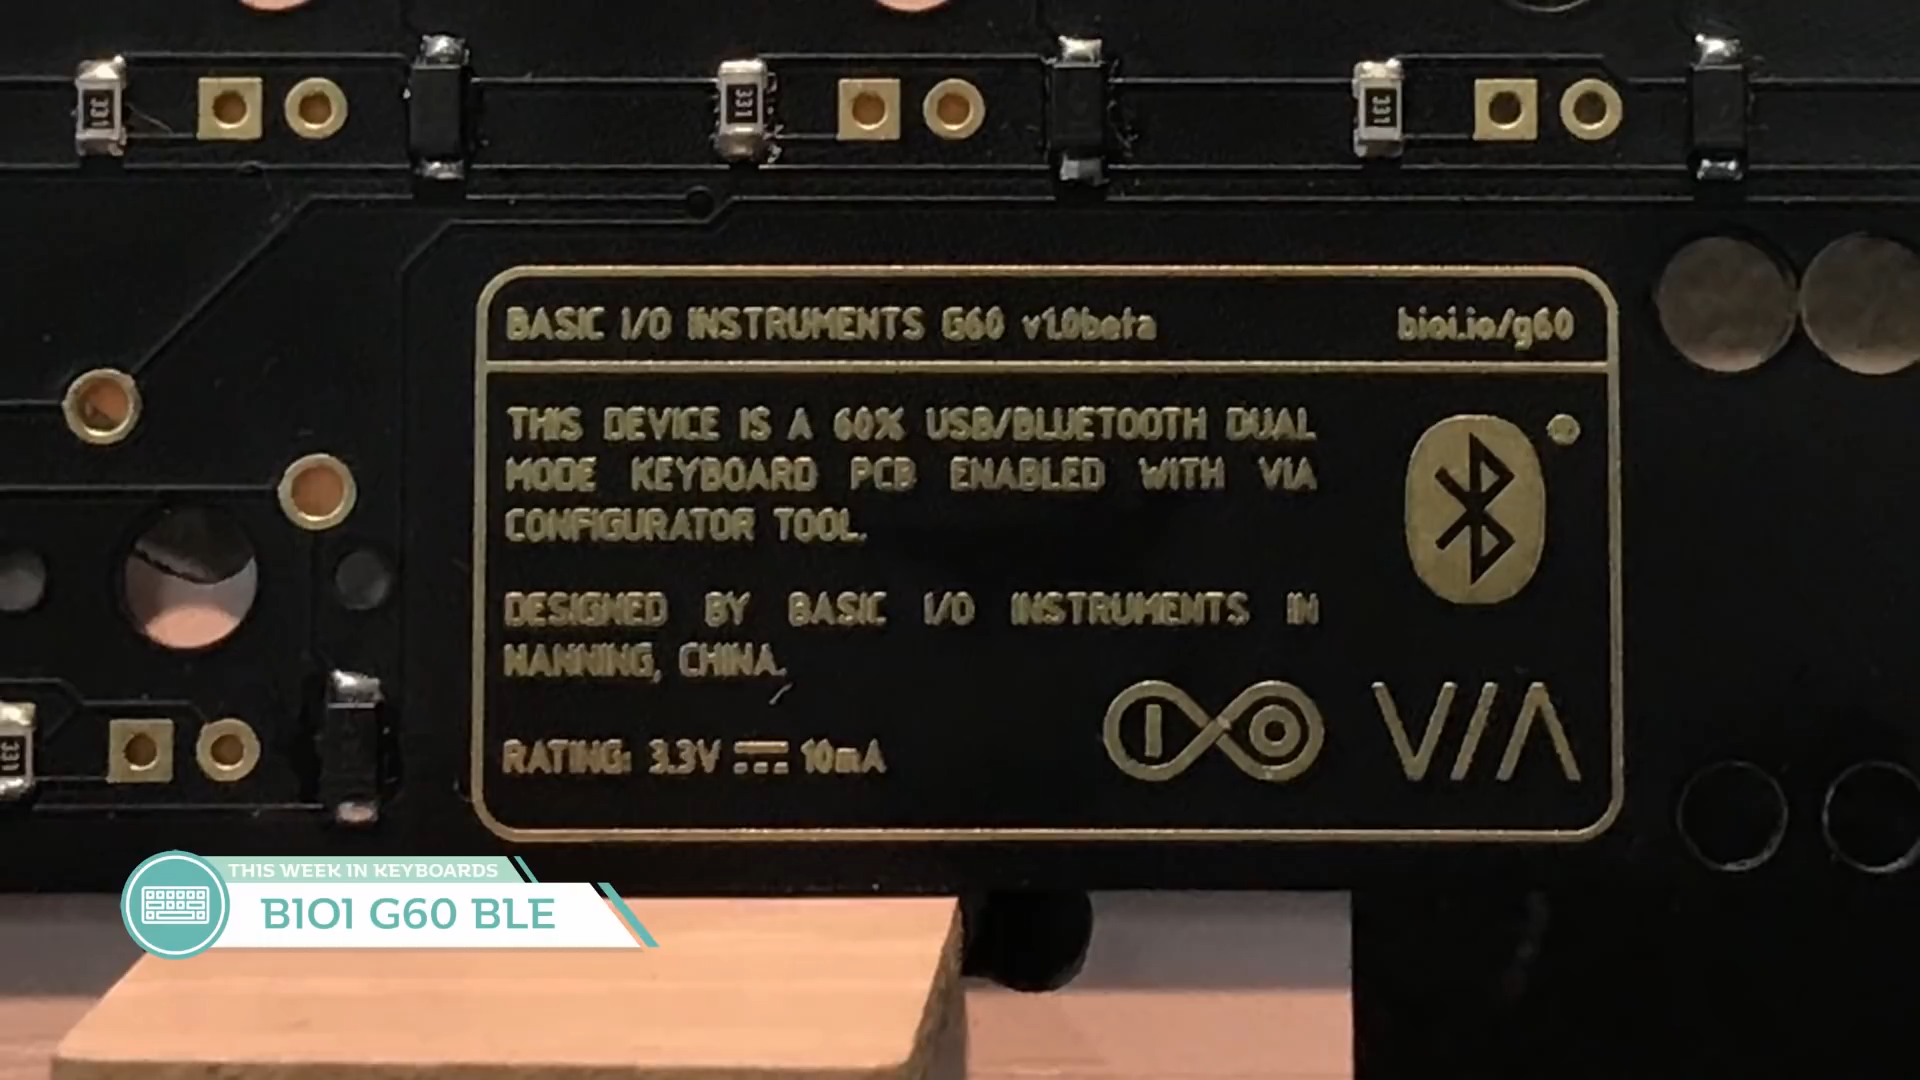 331 331 331
BASIC I/O INSTRUMENTS G60 v1.0beta bioi.io/g60
THIS DEVICE IS A 60% USB/BLUETOOTH DUAL
MODE KEYBOARD PCB ENABLED WITH VIA
CONFIGURATOR TOOL.
DESIGNED BY BASIC I/O INSTRUMENTS IN
NANNING, CHINA.
RATING: 3.3V 10mA
VIA
331
THIS WEEK IN KEYBOARDS
BIOI G60 BLE